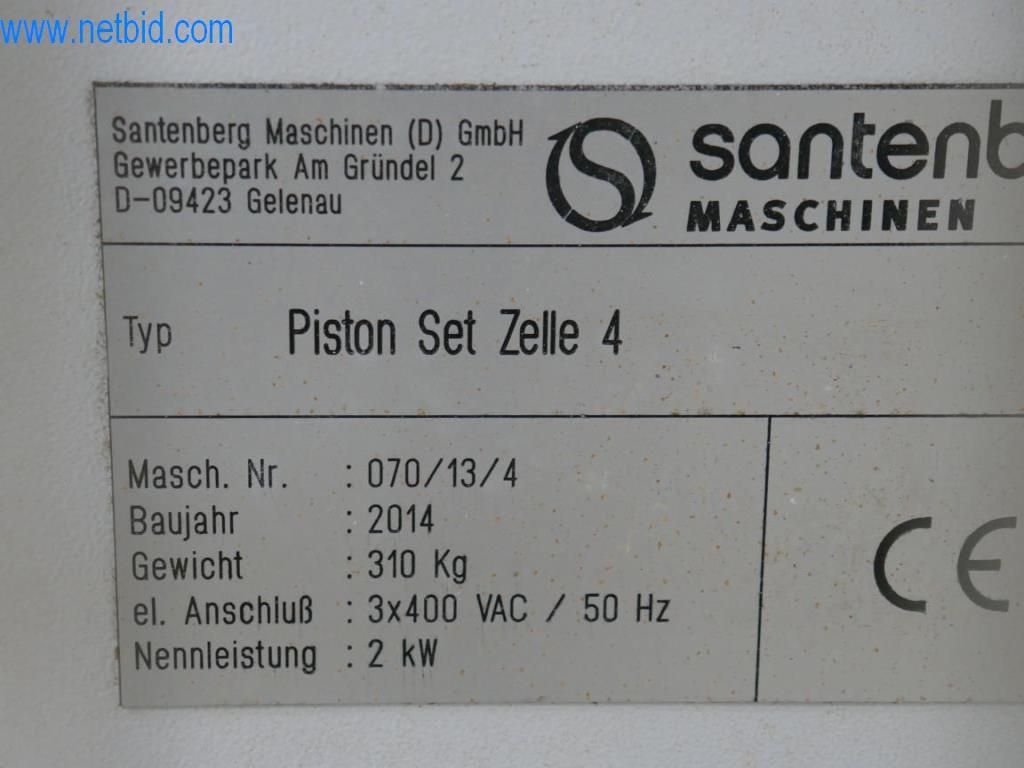 www.netbid.com
Santenberg Maschinen (D) GmbH
Gewerbepark Am Gründel 2
D-09423 Gelenau
santenb
MASCHINEN
Typ Piston Set Zelle 4
Masch. Nr. : 070/13/4
Baujahr : 2014
Gewicht : 310 Kg
el. Anschluß : 3x400 VAC / 50 Hz
Nennleistung : 2 kW
CE